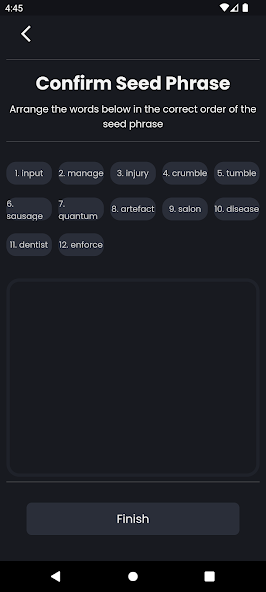 4:45
Confirm Seed Phrase
Arrange the words below in the correct order of the
seed phrase
1. input 2. manage 3. injury 4. crumble 5. tumble
6. sausage 7. quantum 8. artefact 9. salon 10. disease
11. dentist 12. enforce
Finish